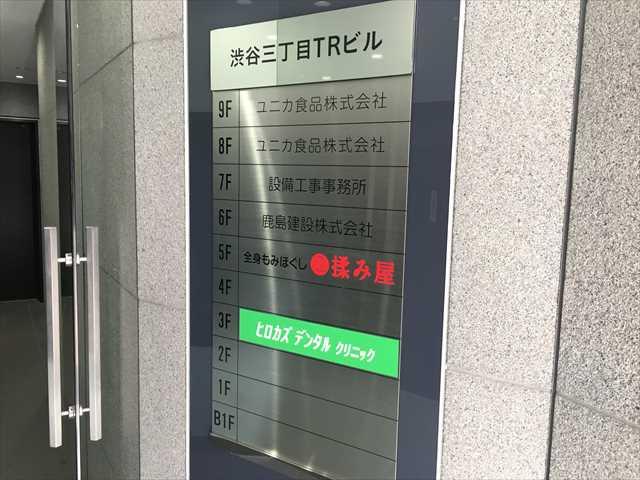 渋谷三丁目TRビル
9F ユニカ食品株式会社
8F ユニカ食品株式会社
7F 設備工事事務所
6F 鹿島建設株式会社
5F 全身もみほぐし 揉み屋
4F
3F ヒロカズ デンタル クリニック
2F
1F
B1F